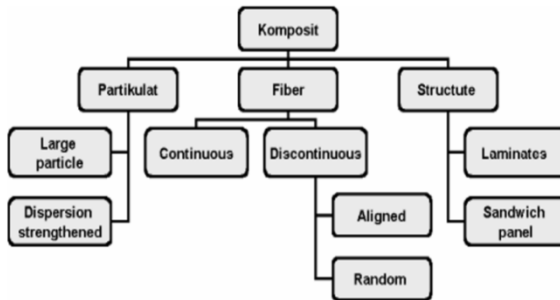 Komposit
Partikulat
Fiber
Structute
Large
particle
Continuous
Discontinuous
Laminates
Dispersion
strengthened
Aligned
Sandwich
panel
Random